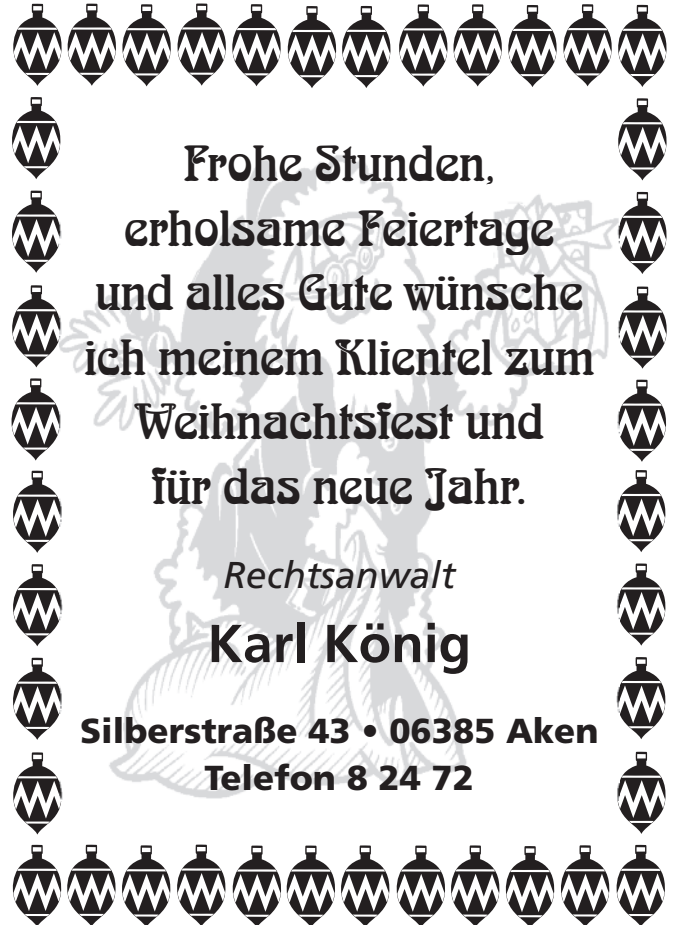 Frohe Stunden,
erholsame Feiertage
und alles Gute wünsche
ich meinem Klientel zum
Weihnachtsfest und
für das neue Jahr.
Rechtsanwalt
Karl König
Silberstraße 43 • 06385 Aken
Telefon 8 24 72